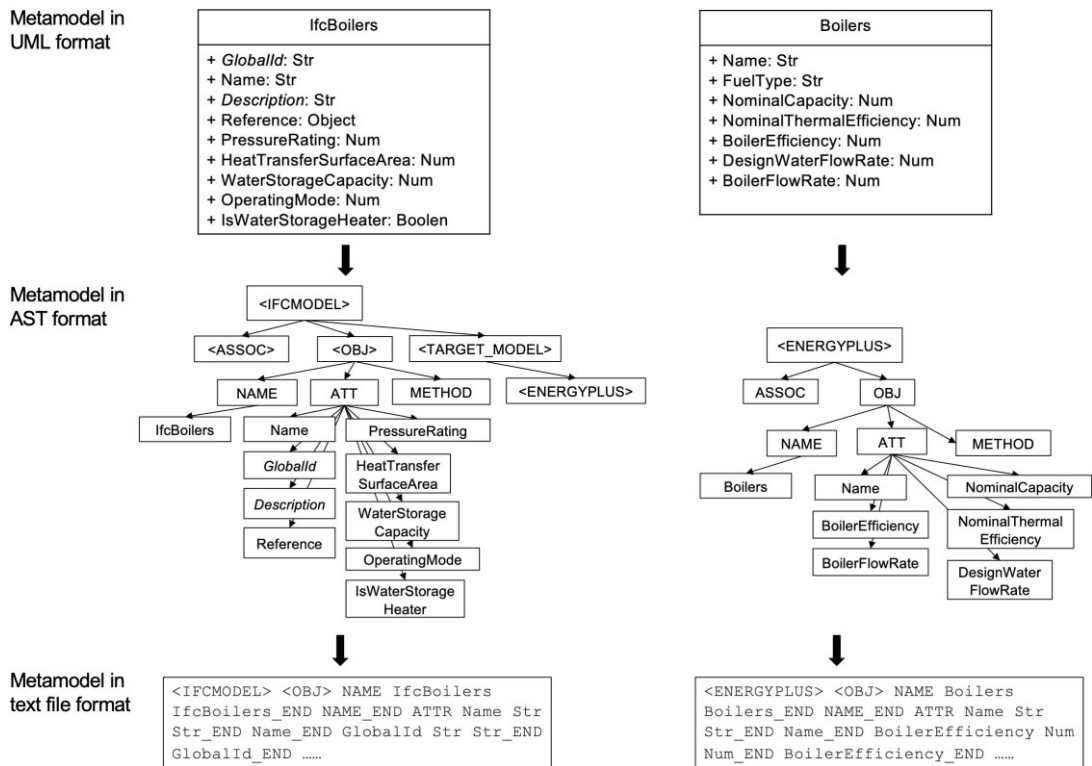 Metamodel in
UML format
IfcBoilers
+ GlobalId: Str
+ Name: Str
+ Description: Str
+ Reference: Object
+ PressureRating: Num
+ HeatTransferSurfaceArea: Num
+ WaterStorageCapacity: Num
+ OperatingMode: Num
+ IsWaterStorageHeater: Boolen
Boilers
+ Name: Str
+ FuelType: Str
+ NominalCapacity: Num
+ NominalThermalEfficiency: Num
+ BoilerEfficiency: Num
+ DesignWaterFlowRate: Num
+ BoilerFlowRate: Num
Metamodel in
AST format
<IFCMODEL>
<ASSOC>
<OBJ>
<TARGET_MODEL>
NAME
ATT
METHOD
<ENERGYPLUS>
IfcBoilers
Name
PressureRating
GlobalId
HeatTransfer
SurfaceArea
Description
WaterStorage
Capacity
Reference
OperatingMode
IsWaterStorage
Heater
<ENERGYPLUS>
ASSOC
OBJ
NAME
ATT
METHOD
Boilers
Name
NominalCapacity
BoilerEfficiency
NominalThermal
Efficiency
BoilerFlowRate
DesignWater
FlowRate
Metamodel in
text file format
<IFCMODEL> <OBJ> NAME IfcBoilers
IfcBoilers_END NAME_END ATTR Name Str
Str_END Name_END GlobalId Str Str_END
GlobalId_END ……
<ENERGYPLUS> <OBJ> NAME Boilers
Boilers_END NAME_END ATTR Name Str
Str_END Name_END BoilerEfficiency Num
Num_END BoilerEfficiency_END ……